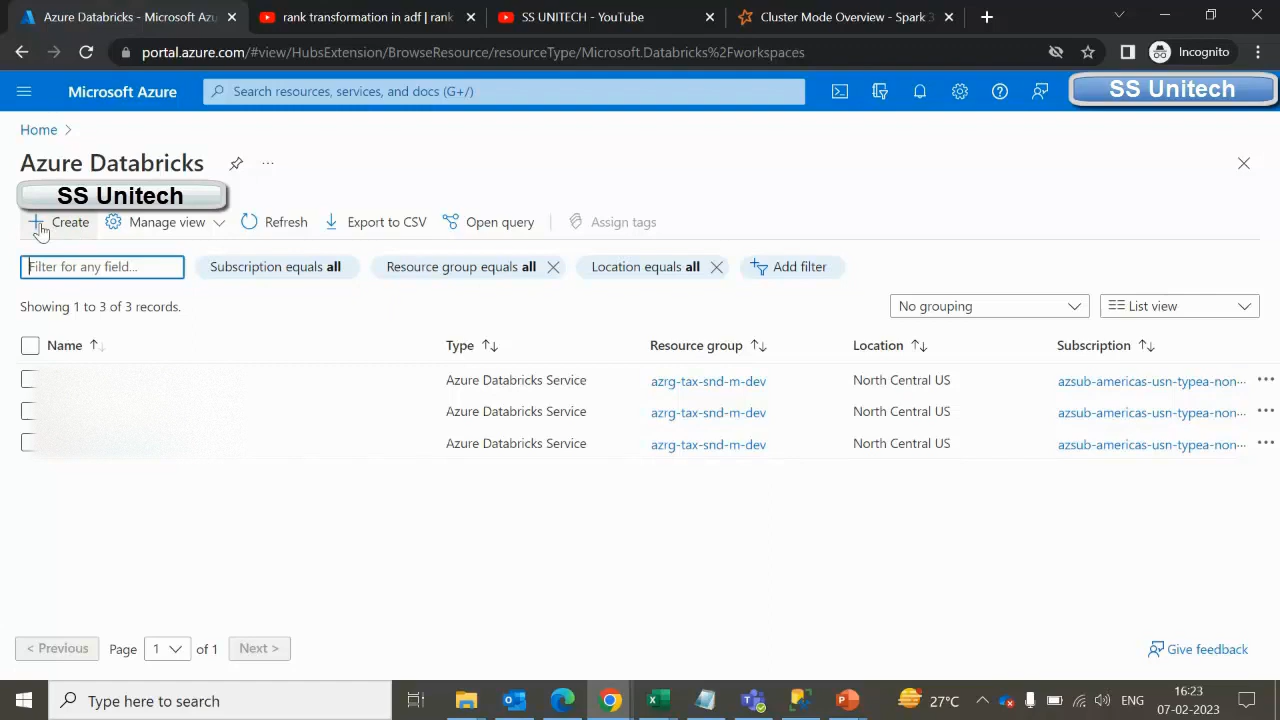 Azure Databricks - Microsoft Azu
rank transformation in adf | rank
SS UNITECH - YouTube
Cluster Mode Overview - Spark 3
portal.azure.com/#view/HubsExtension/BrowseResource/resourceType/Microsoft.Databricks%2Fworkspaces
Incognito
Microsoft Azure
Search resources, services, and docs (G+/)
SS Unitech
Home
Azure Databricks
SS Unitech
Create
Manage view
Refresh
Export to CSV
Open query
Assign tags
Filter for any field...
Subscription equals all
Resource group equals all
Location equals all
Add filter
Showing 1 to 3 of 3 records.
No grouping
List view
Name
Type
Resource group
Location
Subscription
Azure Databricks Service
azrg-tax-snd-m-dev
North Central US
azsub-americas-usn-typea-non···
Azure Databricks Service
azrg-tax-snd-m-dev
North Central US
azsub-americas-usn-typea-non···
Azure Databricks Service
azrg-tax-snd-m-dev
North Central US
azsub-americas-usn-typea-non···
< Previous
Page
1
of 1
Next >
Give feedback
Type here to search
27°C
ENG
16:23
07-02-2023